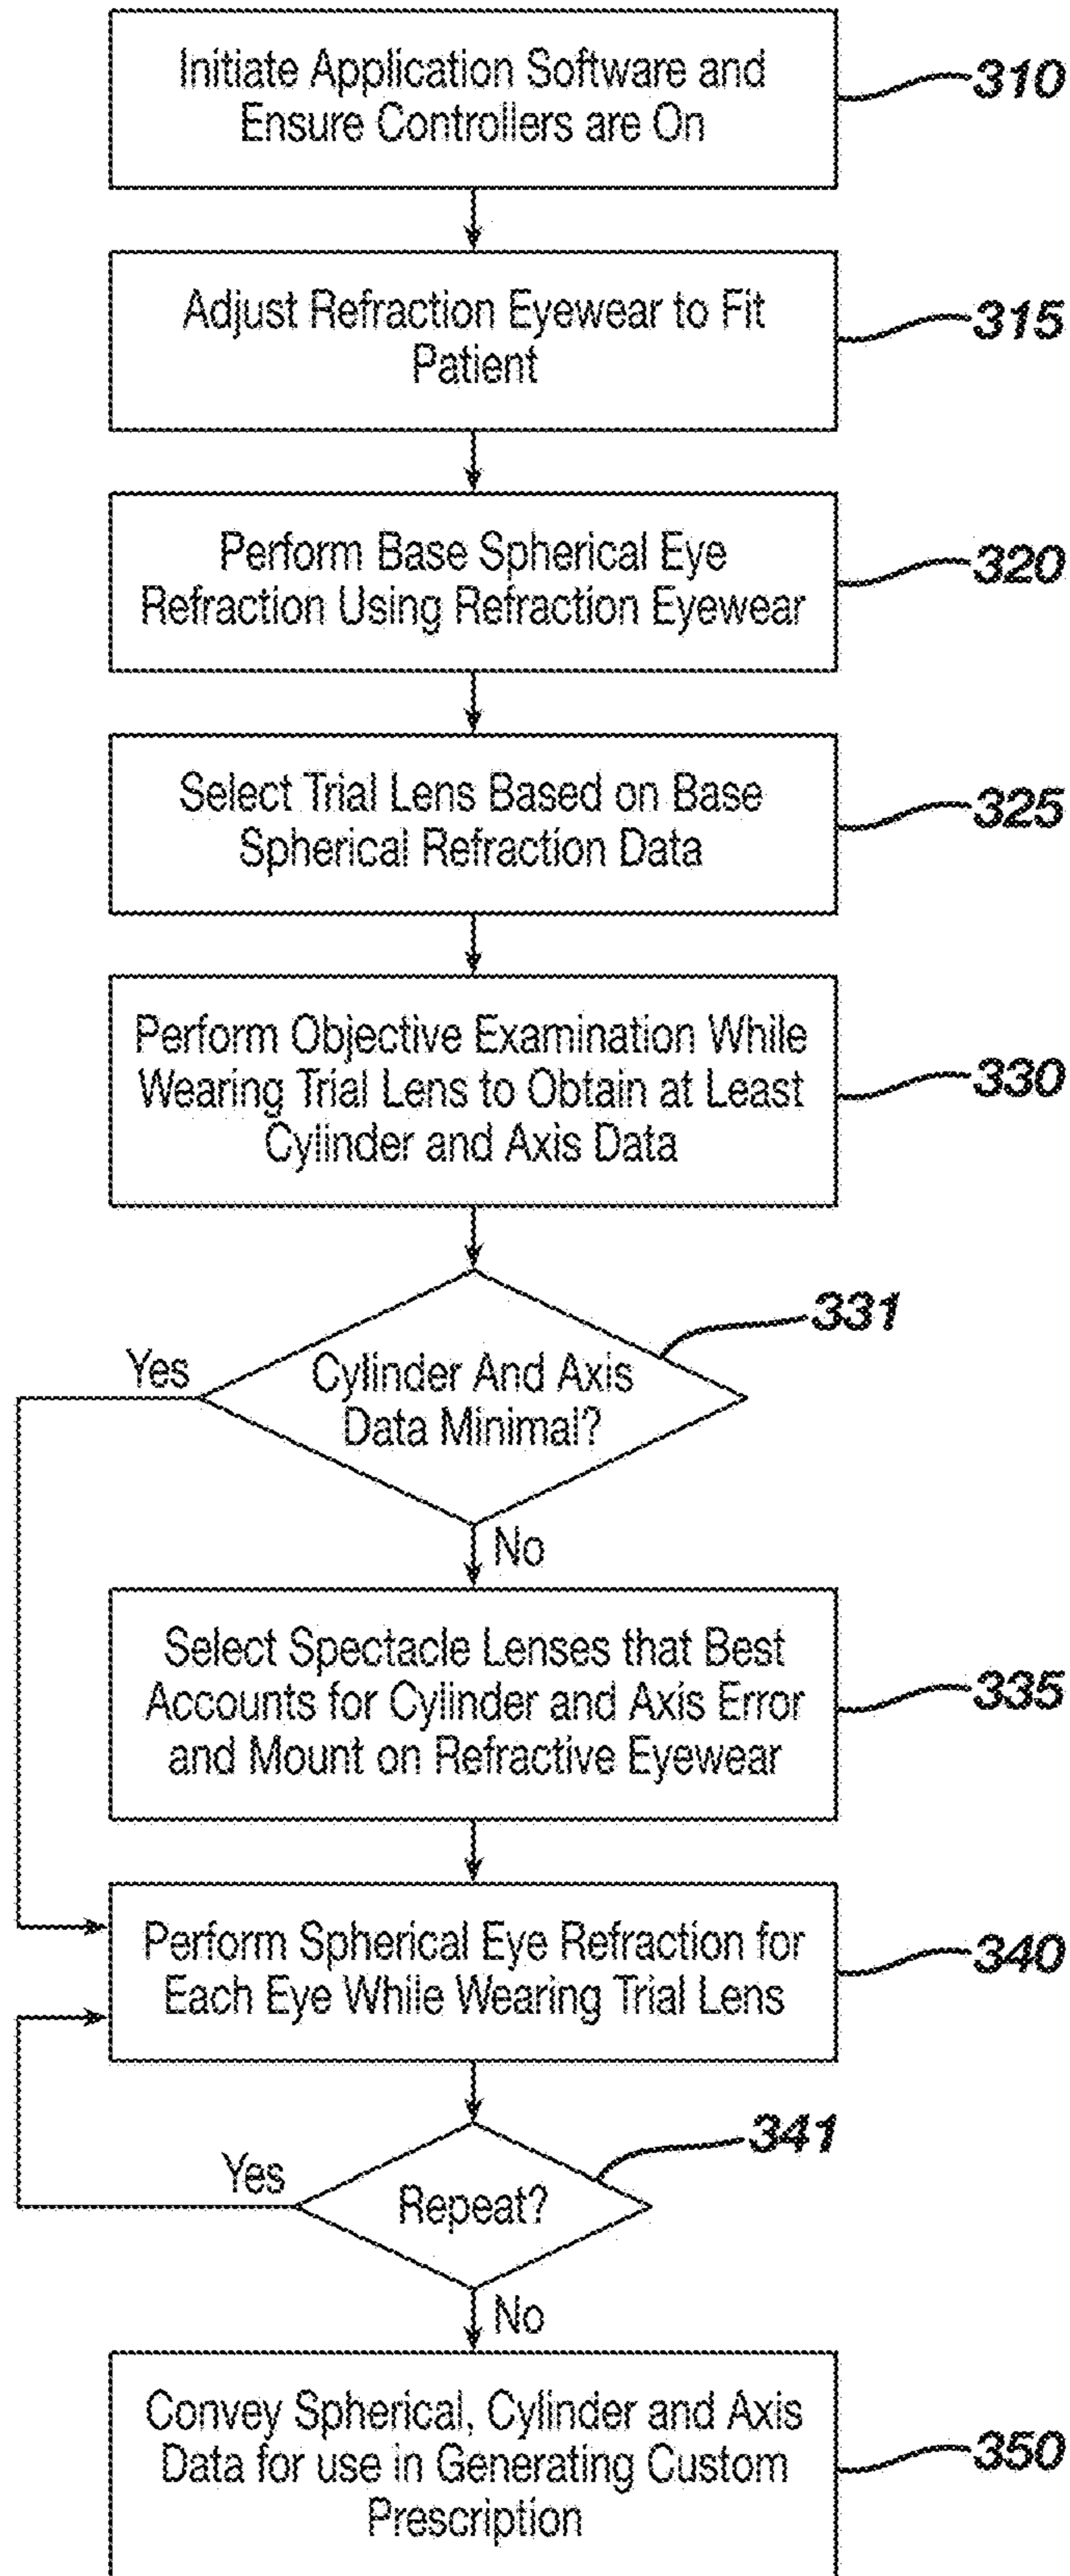 Initiate Application Software and
Ensure Controllers are On
310
Adjust Refraction Eyewear to Fit
Patient
315
Perform Base Spherical Eye
Refraction Using Refraction Eyewear
320
Select Trial Lens Based on Base
Spherical Refraction Data
325
Perform Objective Examination While
Wearing Trial Lens to Obtain at Least
Cylinder and Axis Data
330
331
Yes
Cylinder And Axis
Data Minimal?
No
Select Spectacle Lenses that Best
Accounts for Cylinder and Axis Error
and Mount on Refractive Eyewear
335
Perform Spherical Eye Refraction for
Each Eye While Wearing Trial Lens
340
341
Yes
Repeat?
No
Convey Spherical, Cylinder and Axis
Data for use in Generating Custom
Prescription
350